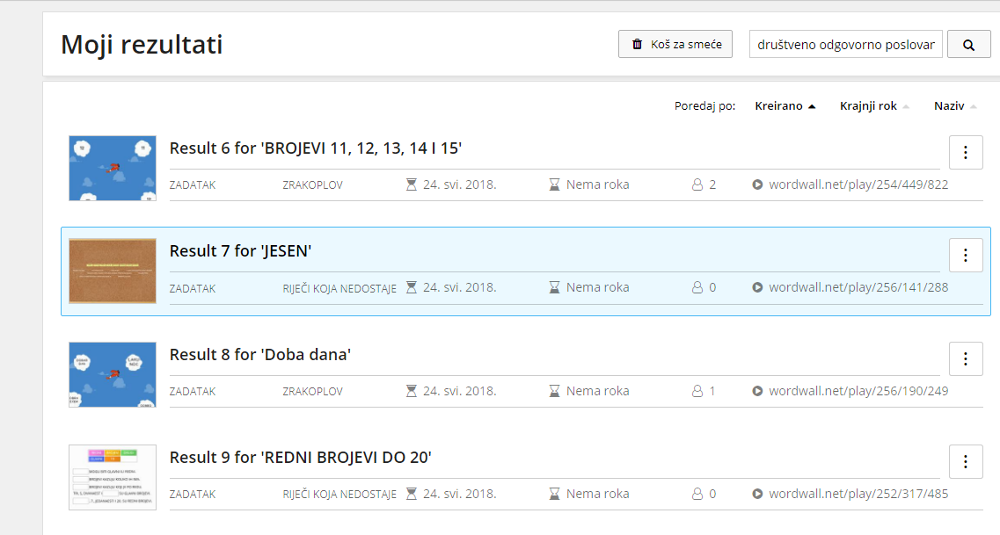 Moji rezultati
Koš za smeće
društveno odgovorno poslovar
Poredaj po: Kreirano Krajnji rok Naziv
12 11
Result 6 for 'BROJEVI 11, 12, 13, 14 I 15'
ZADATAK ZRAKOPLOV 24. svi. 2018. Nema roka 2 wordwall.net/play/254/449/822
Result 7 for 'JESEN'
ZADATAK RIJEČI KOJA NEDOSTAJE 24. svi. 2018. Nema roka 0 wordwall.net/play/256/141/288
Result 8 for 'Doba dana'
ZADATAK ZRAKOPLOV 24. svi. 2018. Nema roka 1 wordwall.net/play/256/190/249
Result 9 for 'REDNI BROJEVI DO 20'
ZADATAK RIJEČI KOJA NEDOSTAJE 24. svi. 2018. Nema roka 0 wordwall.net/play/252/317/485